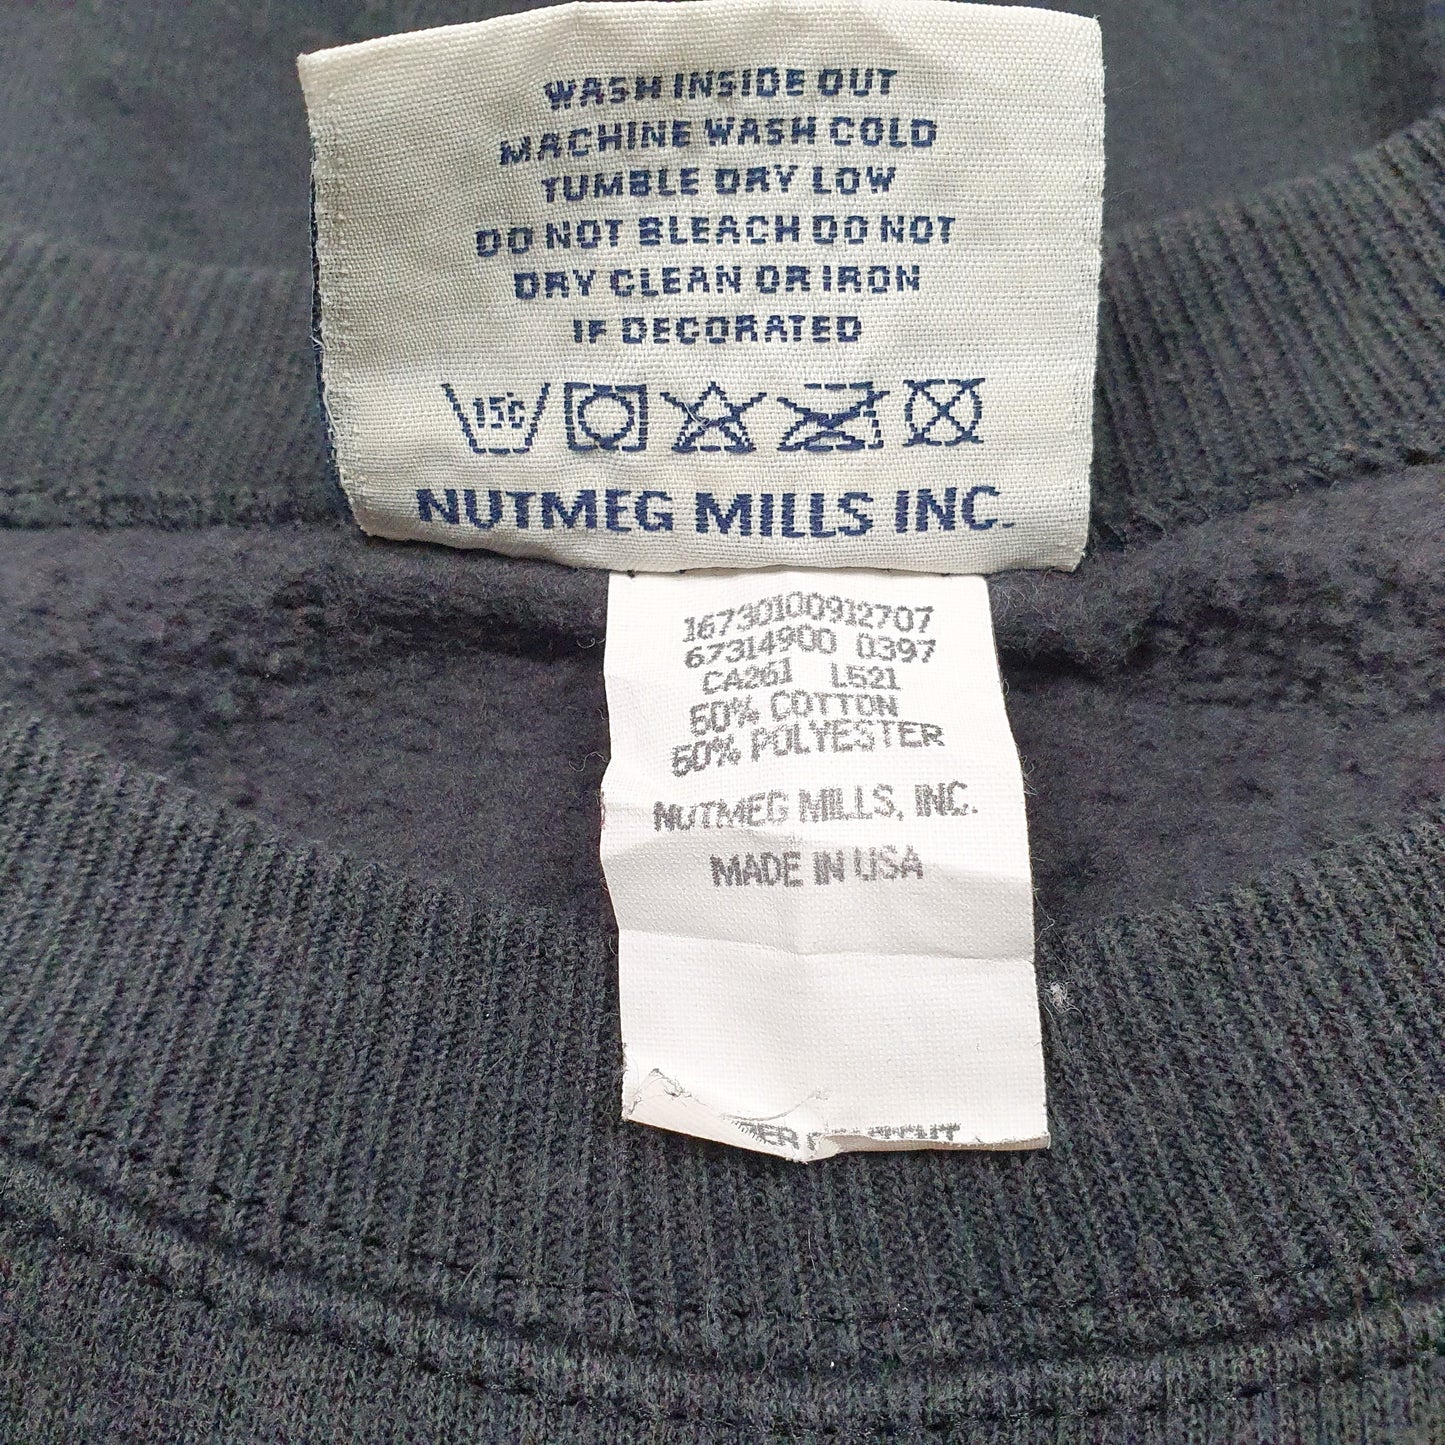 WASH INSIDE OUT
MACHINE WASH COLD
TUMBLE DRY LOW
DO NOT BLEACH DO NOT
DRY CLEAN OR IRON
IF DECORATED
15C
NUTMEG MILLS INC.
16730100912707
67314900 0397
CA261 L521
50% COTTON
50% POLYESTER
NUTMEG MILLS, INC.
MADE IN USA